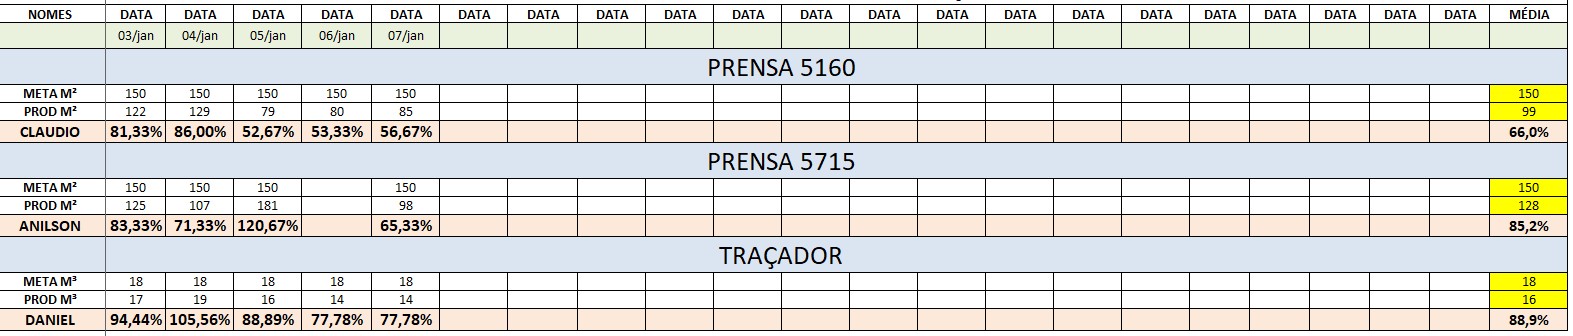 NOMES DATA DATA DATA DATA DATA DATA DATA DATA DATA DATA DATA DATA DATA DATA DATA DATA DATA DATA DATA DATA MÉDIA
03/jan 04/jan 05/jan 06/jan 07/jan
PRENSA 5160
META M² 150 150 150 150 150 150
PROD M² 122 129 79 80 85 99
CLAUDIO 81,33% 86,00% 52,67% 53,33% 56,67% 66,0%
PRENSA 5715
META M² 150 150 150 150 150
PROD M² 125 107 181 98 128
ANILSON 83,33% 71,33% 120,67% 65,33% 85,2%
TRAÇADOR
META M³ 18 18 18 18 18 18
PROD M³ 17 19 16 14 14 16
DANIEL 94,44% 105,56% 88,89% 77,78% 77,78% 88,9%